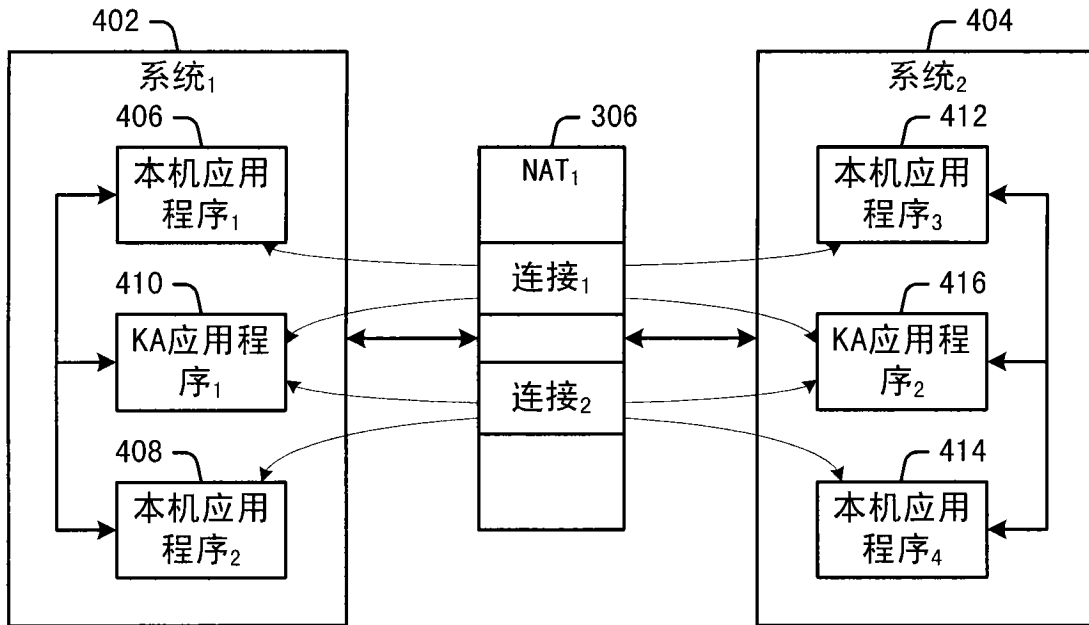 402
404
系统₁
系统₂
406
306
412
本机应用
程序₁
NAT₁
本机应用
程序₃
410
连接₁
416
KA应用程
序₁
KA应用程
序₂
连接₂
408
414
本机应用
程序₂
本机应用
程序₄